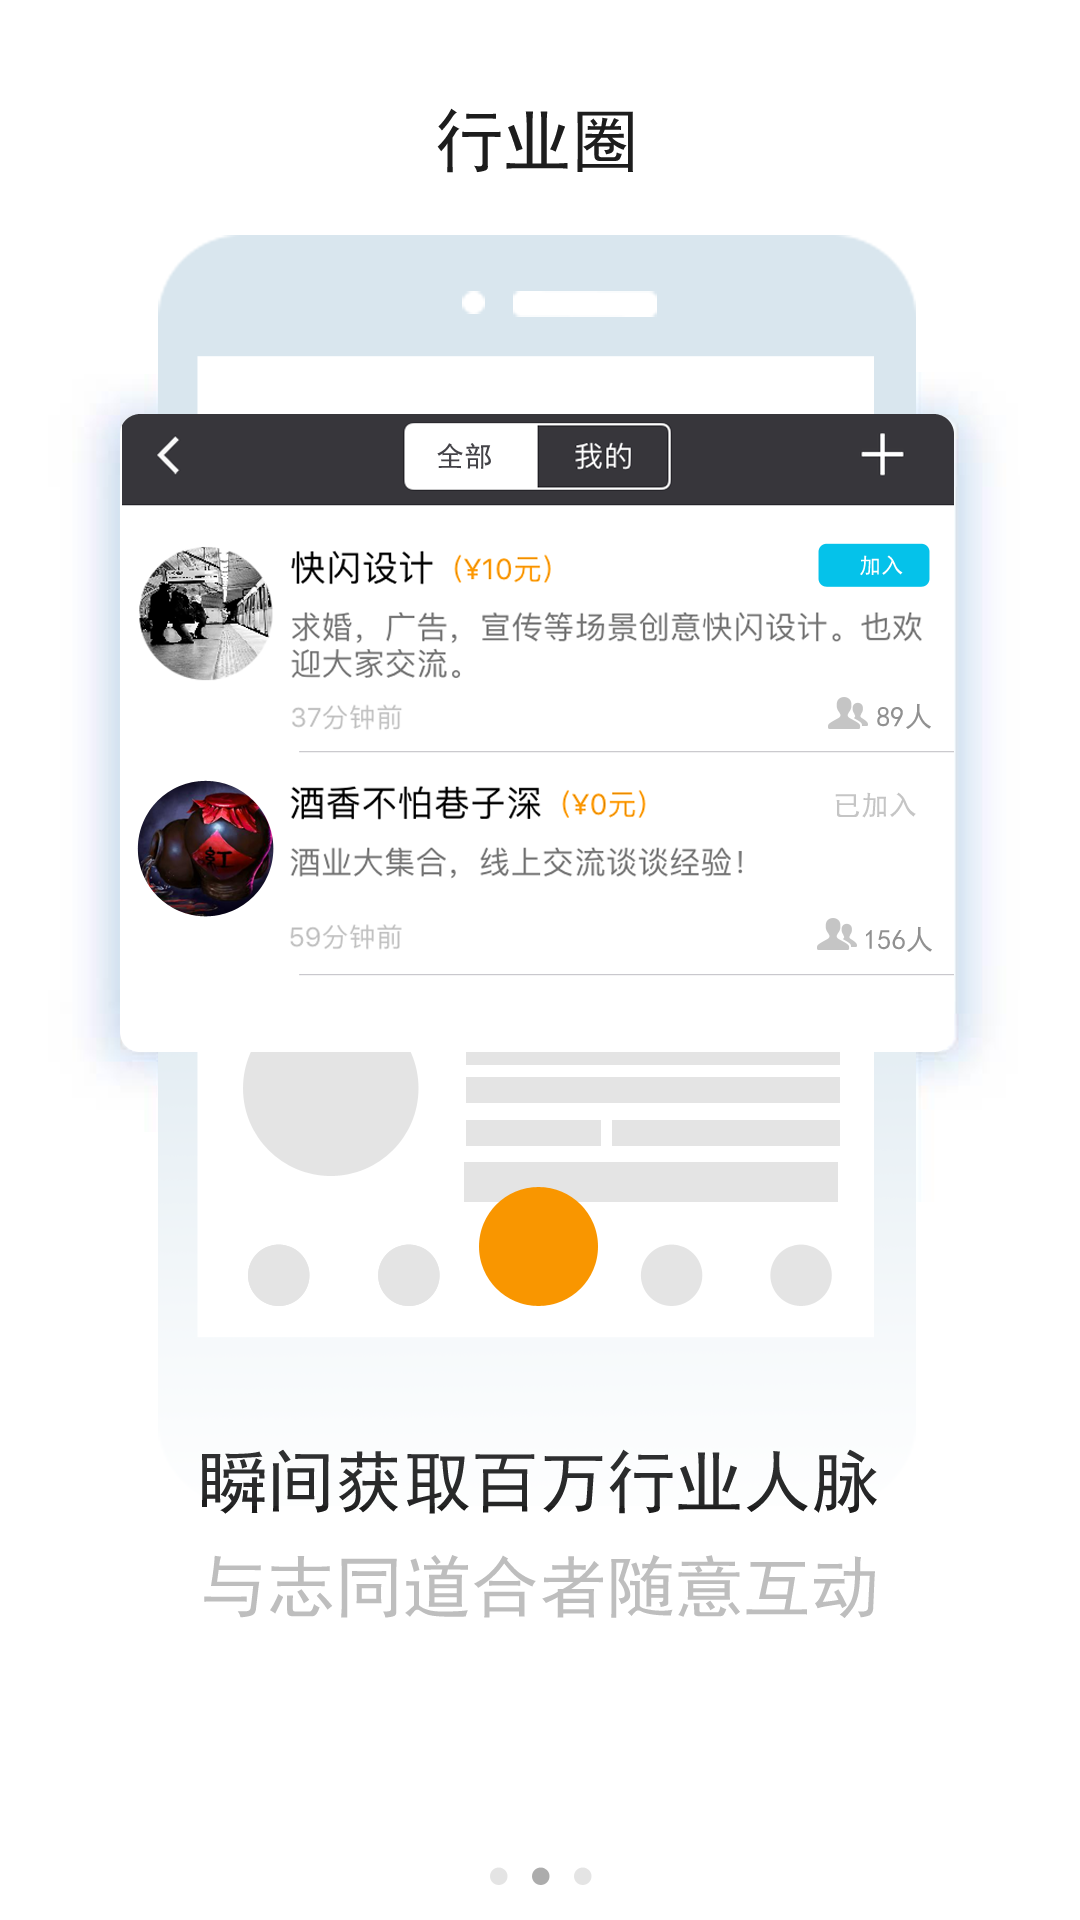 行业圈
全部 我的
快闪设计 (¥10元) 加入
求婚，广告，宣传等场景创意快闪设计。也欢
迎大家交流。
37分钟前 89人
酒香不怕巷子深 (¥0元) 已加入
酒业大集合，线上交流谈谈经验！
59分钟前 156人
瞬间获取百万行业人脉
与志同道合者随意互动